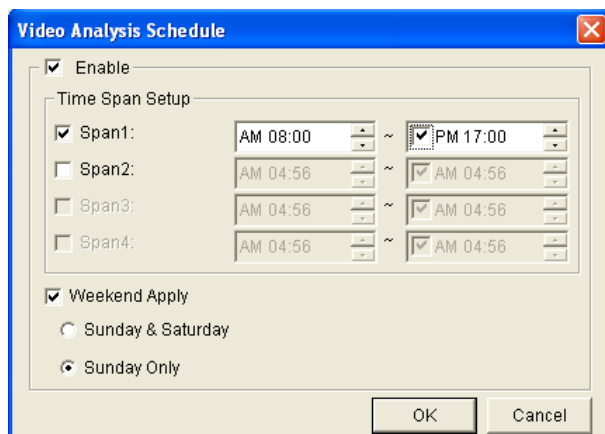 Video Analysis Schedule
Enable
Time Span Setup
Span1: AM 08:00 ~ PM 17:00
Span2: AM 04:56 ~ AM 04:56
Span3: AM 04:56 ~ AM 04:56
Span4: AM 04:56 ~ AM 04:56
Weekend Apply
Sunday & Saturday
Sunday Only
OK Cancel